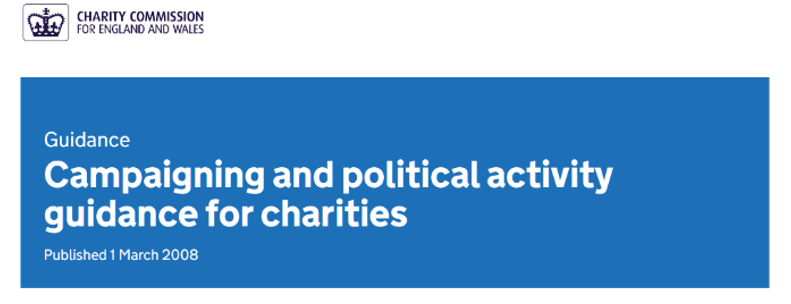 CHARITY COMMISSION
FOR ENGLAND AND WALES
Guidance
Campaigning and political activity
guidance for charities
Published 1 March 2008